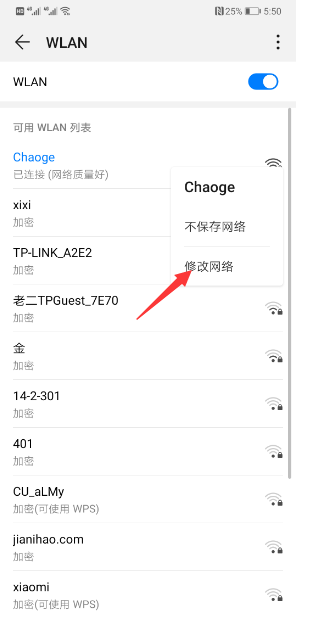 HD 4G 4G 25% 5:50
WLAN
WLAN
可用 WLAN 列表
Chaoge
已连接 (网络质量好)
Chaoge
不保存网络
修改网络
xixi
加密
TP-LINK_A2E2
加密
老二TPGuest_7E70
加密
金
加密
14-2-301
加密
401
加密
CU_aLMy
加密(可使用 WPS)
jianihao.com
加密
xiaomi
加密(可使用 WPS)